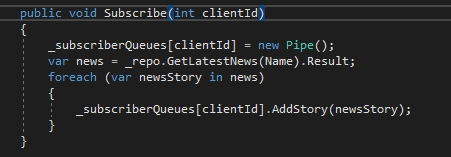 public void Subscribe(int clientId)
{
    _subscriberQueues[clientId] = new Pipe();
    var news = _repo.GetLatestNews(Name).Result;
    foreach (var newsStory in news)
    {
        _subscriberQueues[clientId].AddStory(newsStory);
    }
}